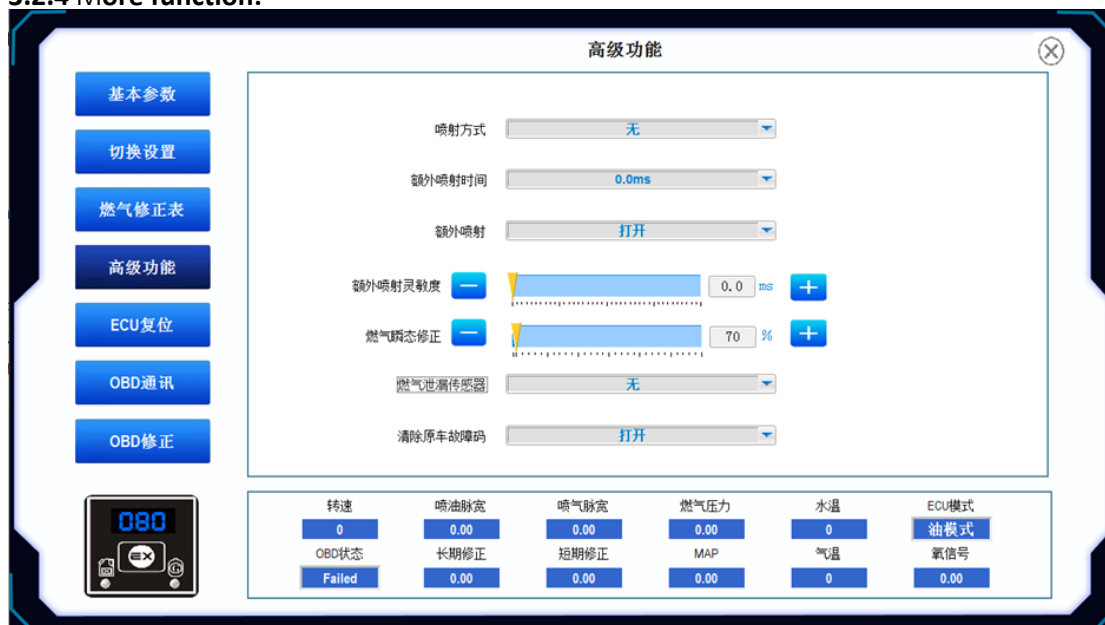 3.2.4 More function:
高级功能
基本参数
切换设置
燃气修正表
高级功能
ECU复位
OBD通讯
OBD修正
喷射方式 无
额外喷射时间 0.0ms
额外喷射 打开
额外喷射灵敏度 0.0 ms
燃气瞬态修正 70 %
燃气泄漏传感器 无
清除原车故障码 打开
080
EX
转速 喷油脉宽 喷气脉宽 燃气压力 水温 ECU模式
0 0.00 0.00 0.00 0 油模式
OBD状态 长期修正 短期修正 MAP 气温 氧信号
Failed 0.00 0.00 0.00 0 0.00